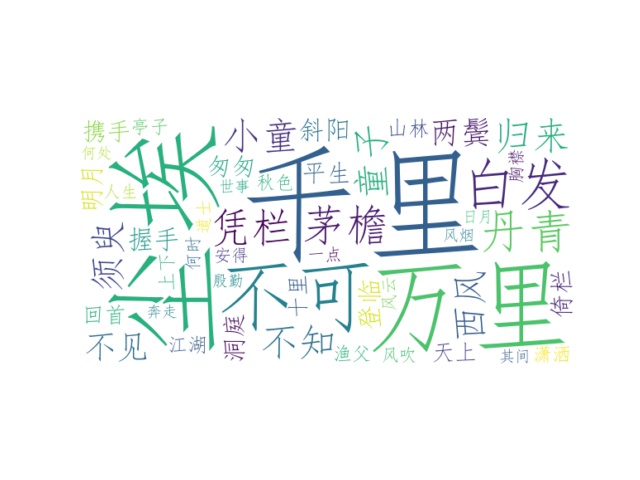 携手
亭子
小童
斜阳
山林
两鬓
归来
何处
明月
人生
尘埃
匆匆
世事
秋色
平生
千里
童子
白发
胸襟
道士
须臾
握手
上下
何尝
凭栏
茅檐
安得
一点
日月
风烟
丹青
殷勤
不可
十里
风云
登临
万里
西风
倚栏
回首
奔走
不见
江湖
洞庭
不知
渔父
风吹
天上
其间
潇洒